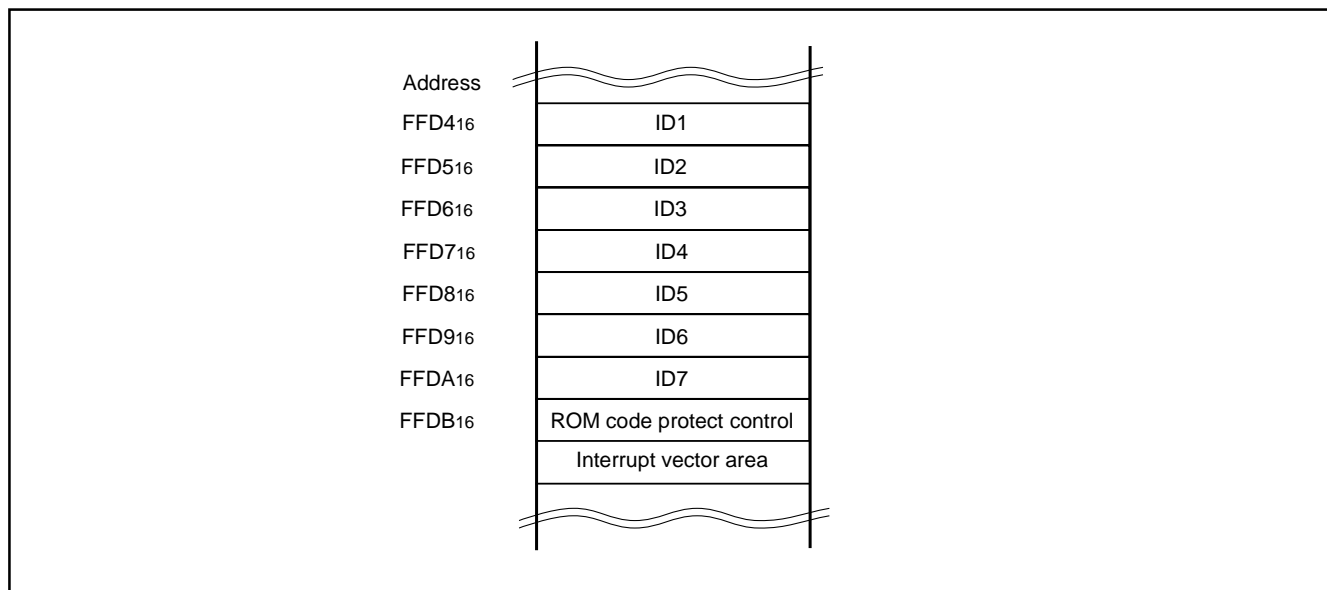 Address
FFD416 ID1
FFD516 ID2
FFD616 ID3
FFD716 ID4
FFD816 ID5
FFD916 ID6
FFDA16 ID7
FFDB16 ROM code protect control
Interrupt vector area